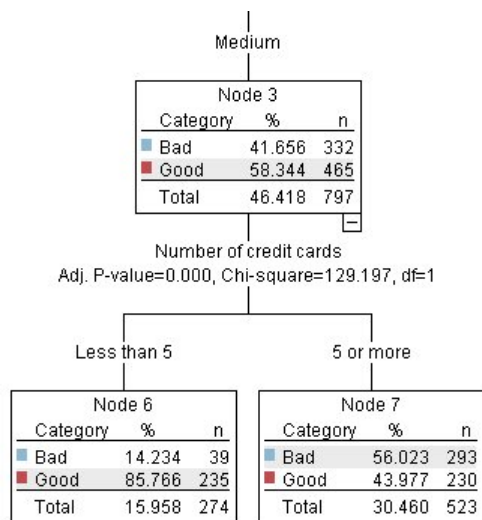 Medium
Node 3
Category % n
Bad 41.656 332
Good 58.344 465
Total 46.418 797
Number of credit cards
Adj. P-value=0.000, Chi-square=129.197, df=1
Less than 5
5 or more
Node 6
Category % n
Bad 14.234 39
Good 85.766 235
Total 15.958 274
Node 7
Category % n
Bad 56.023 293
Good 43.977 230
Total 30.460 523